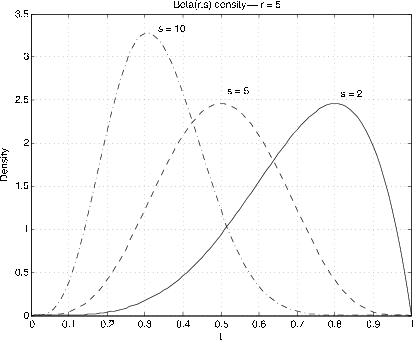 Beta(r,s) density— r = 5
3.5
s = 10
3
2.5
s = 5
s = 2
2
Density
1.5
1
0.5
0
0 0.1 0.2 0.3 0.4 0.5 0.6 0.7 0.8 0.9 1
t